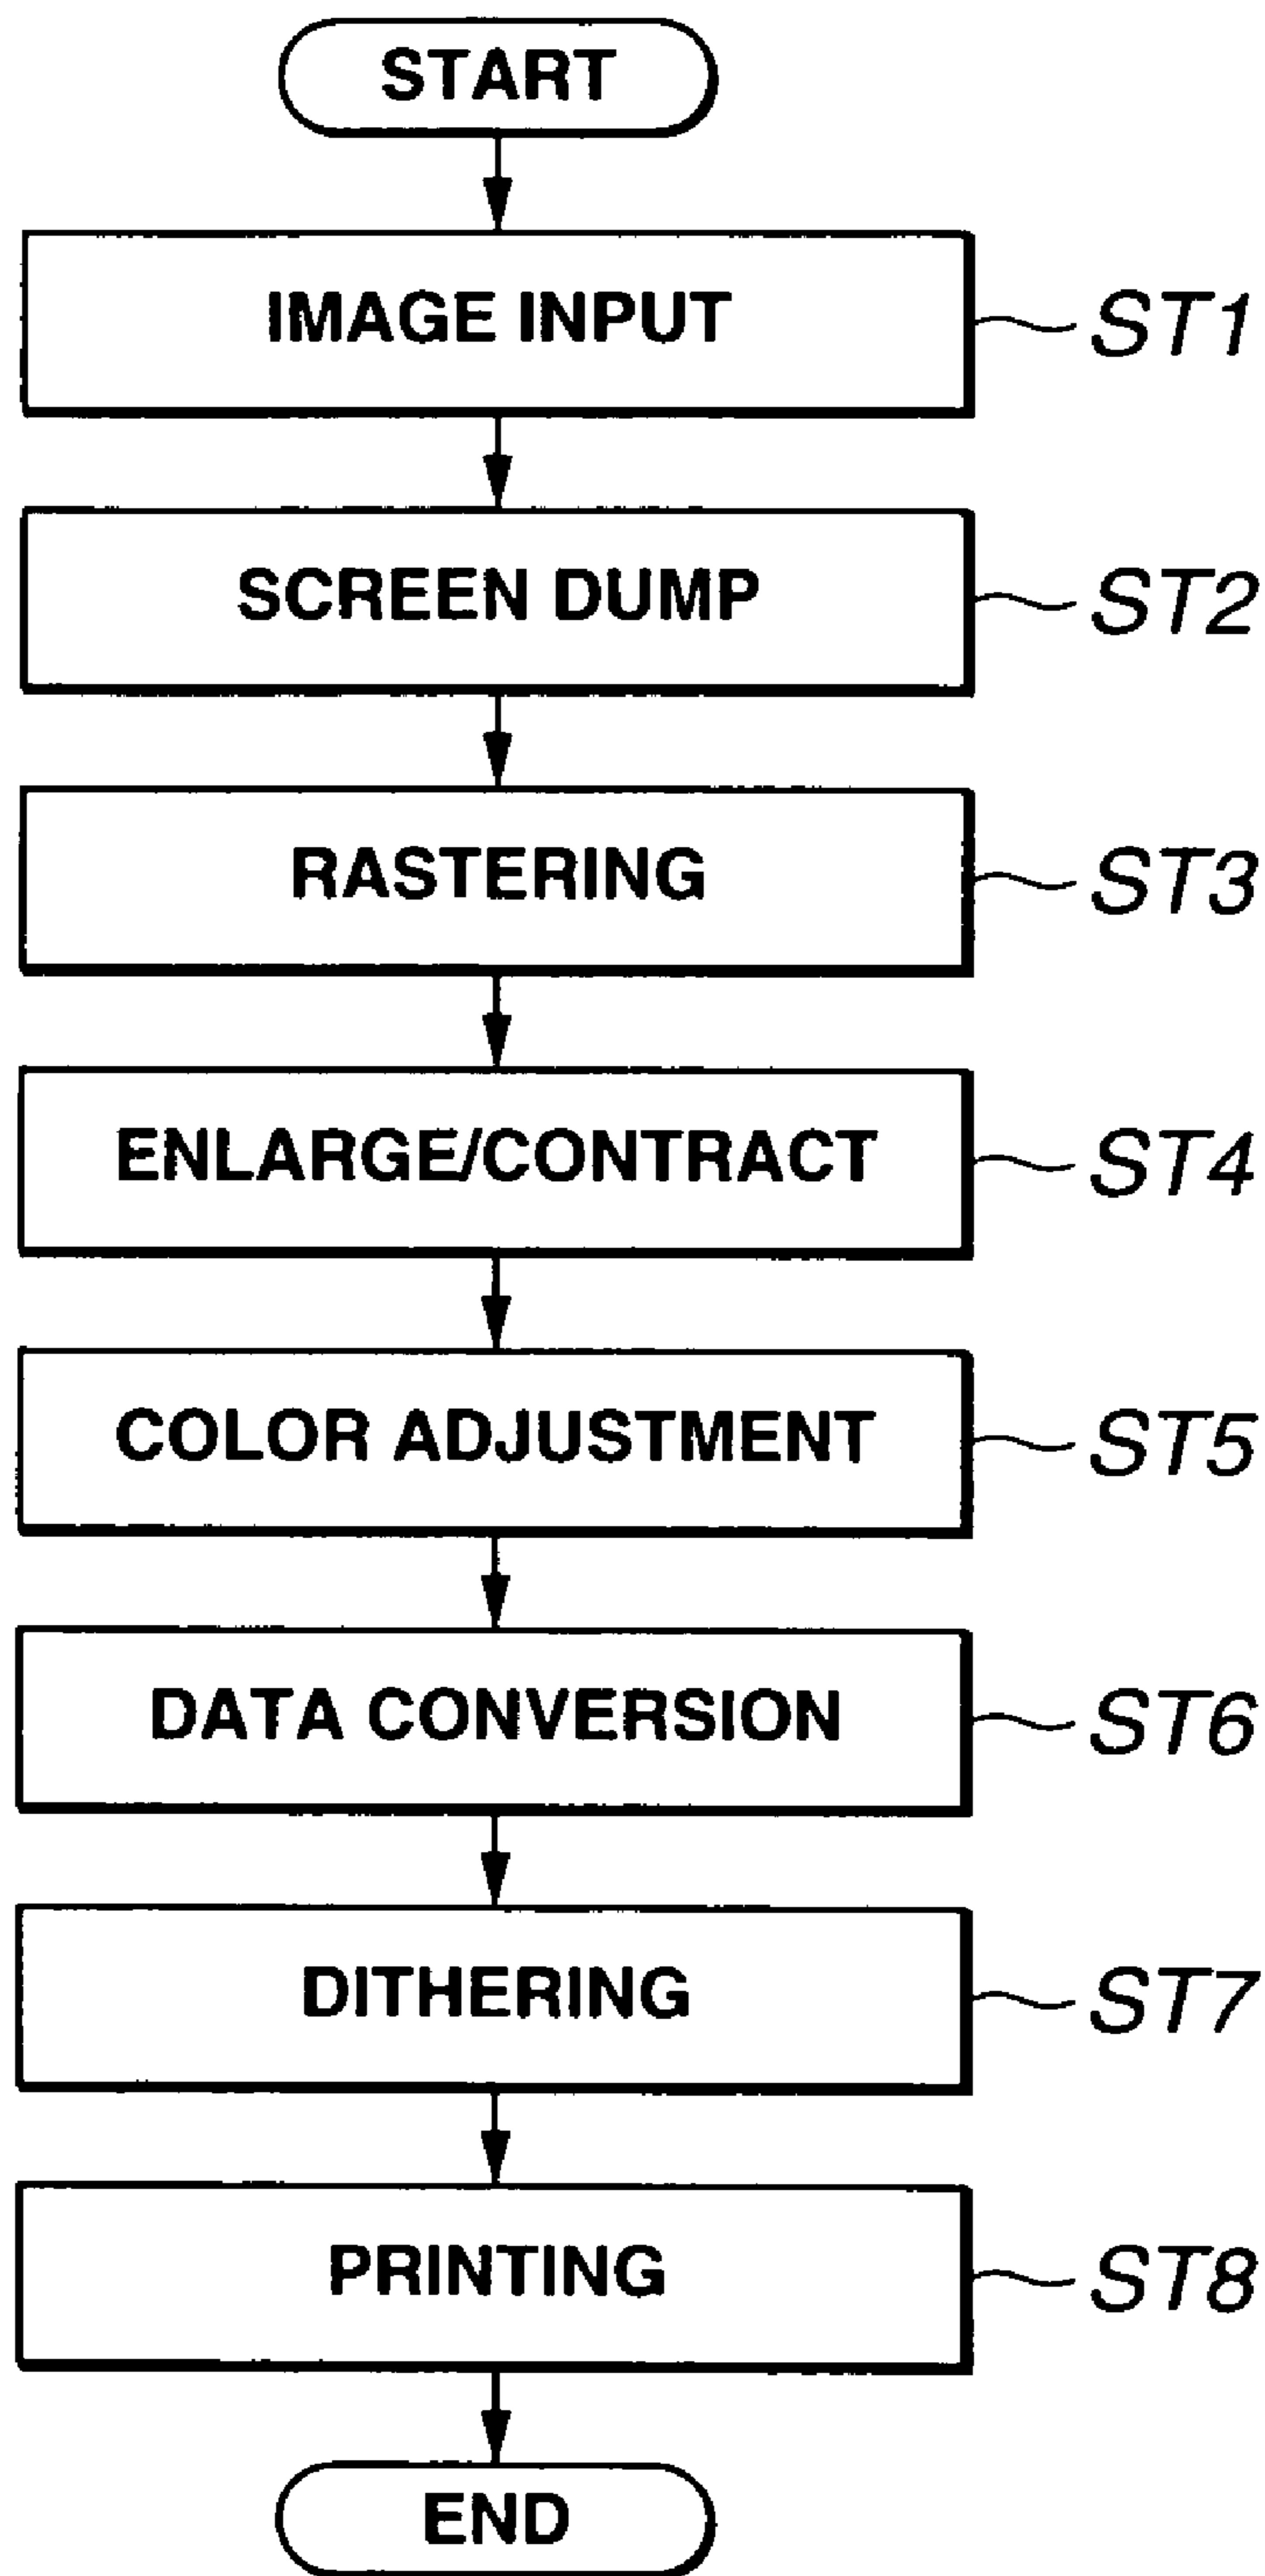 START
IMAGE INPUT ST1
SCREEN DUMP ST2
RASTERING ST3
ENLARGE/CONTRACT ST4
COLOR ADJUSTMENT ST5
DATA CONVERSION ST6
DITHERING ST7
PRINTING ST8
END